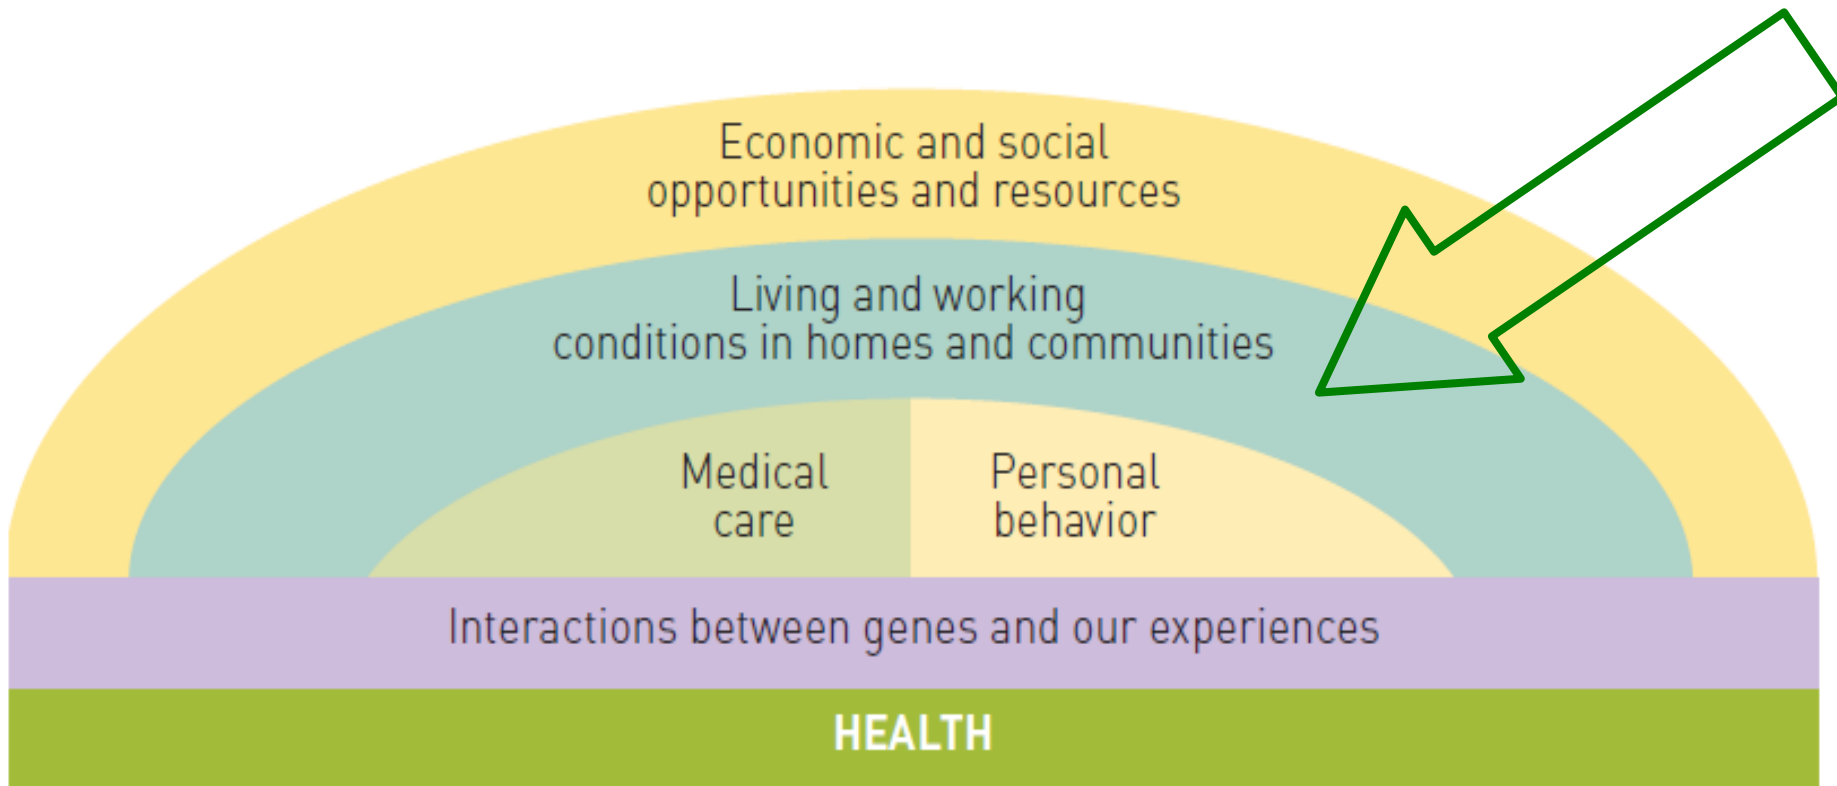 Economic and social
opportunities and resources
Living and working
conditions in homes and communities
Medical
care
Personal
behavior
Interactions between genes and our experiences
HEALTH